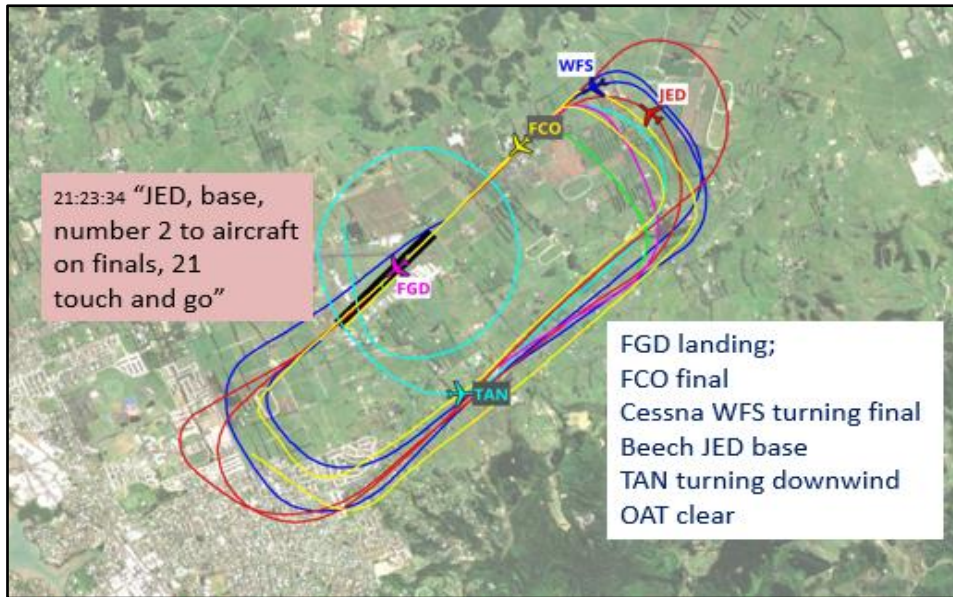 WFS
JED
FCO
21:23:34 “JED, base,
number 2 to aircraft
on finals, 21
touch and go”
FGD
TAN
FGD landing;
FCO final
Cessna WFS turning final
Beech JED base
TAN turning downwind
OAT clear